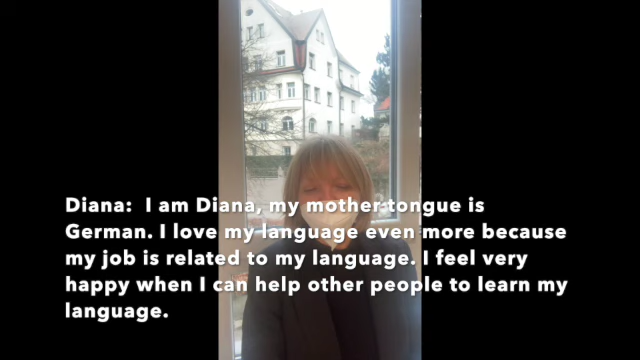 Diana:  I am Diana, my mother tongue is
German. I love my language even more because
my job is related to my language. I feel very
happy when I can help other people to learn my
language.